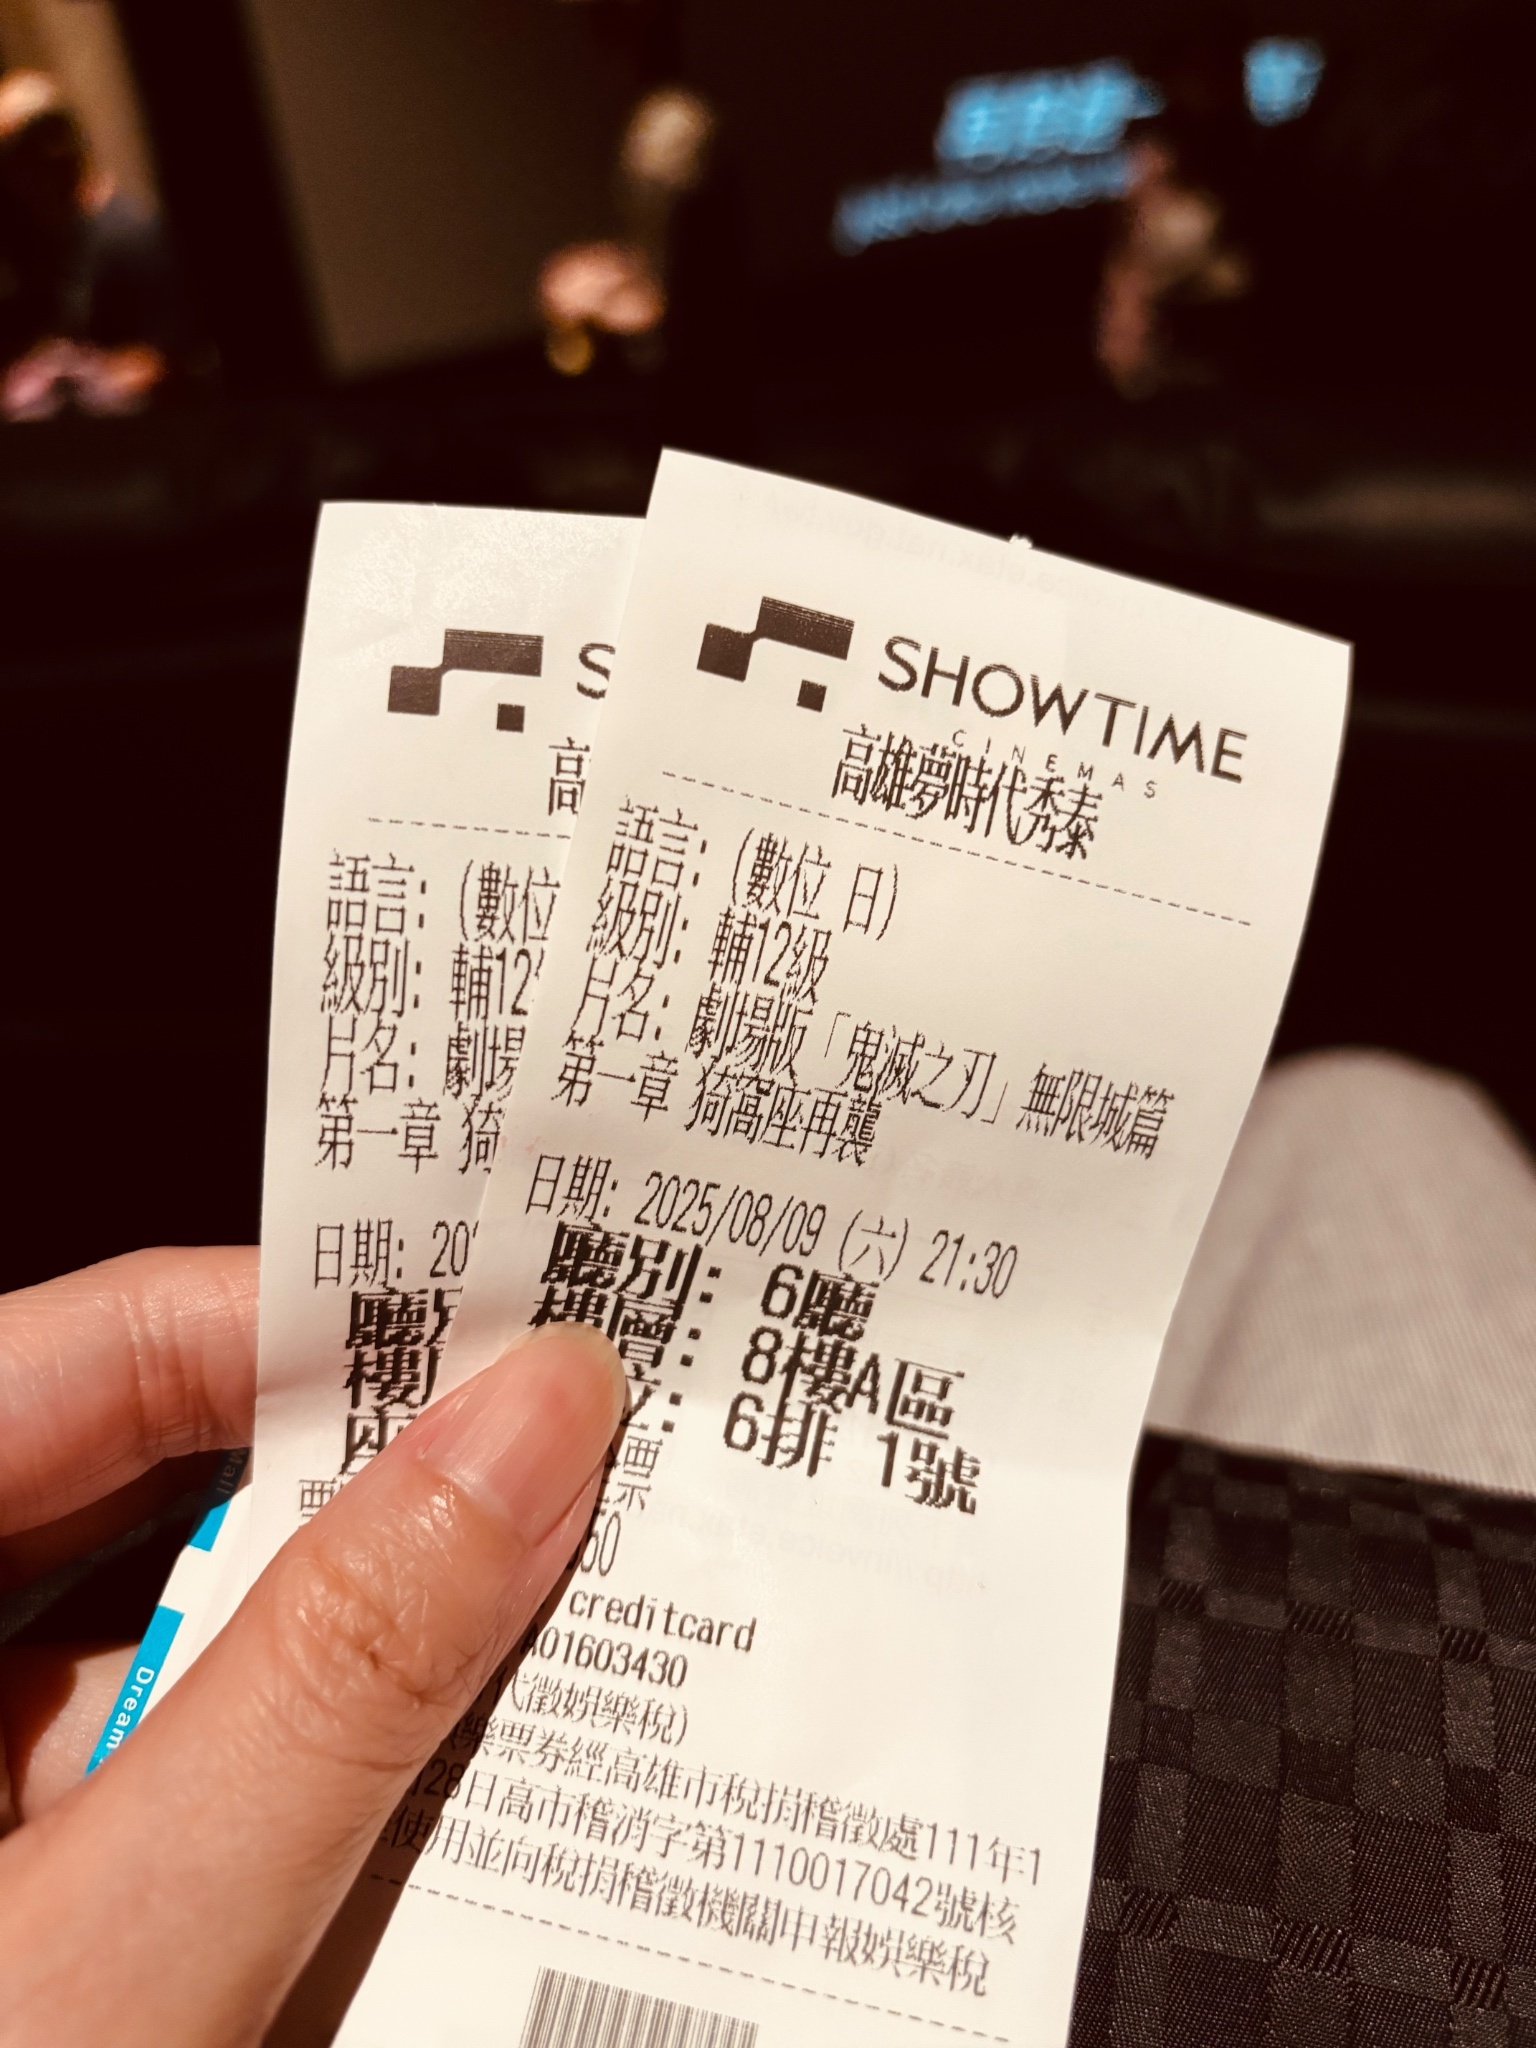 SHOWTIME
CINEMAS
高雄夢時代秀泰
語言: (數位 日)
級別: 輔12級
片名: 劇場版「鬼滅之刃」無限城篇
第一章 猗窩座再襲
日期: 2025/08/09 (六) 21:30
廳別: 6廳
樓層: 8樓A區
6排 1號
票
creditcard
A01603430
代徵娛樂稅)
票券經高雄市稅捐稽徵處111年1
28日高市稽消字第1110017042號核
使用並向稅捐稽徵機關申報娛樂稅
S
高
語言: (數位
級別: 輔12
片名: 劇場
第一章 猗
日期: 20
廳
樓
座
票
Mall
Dream